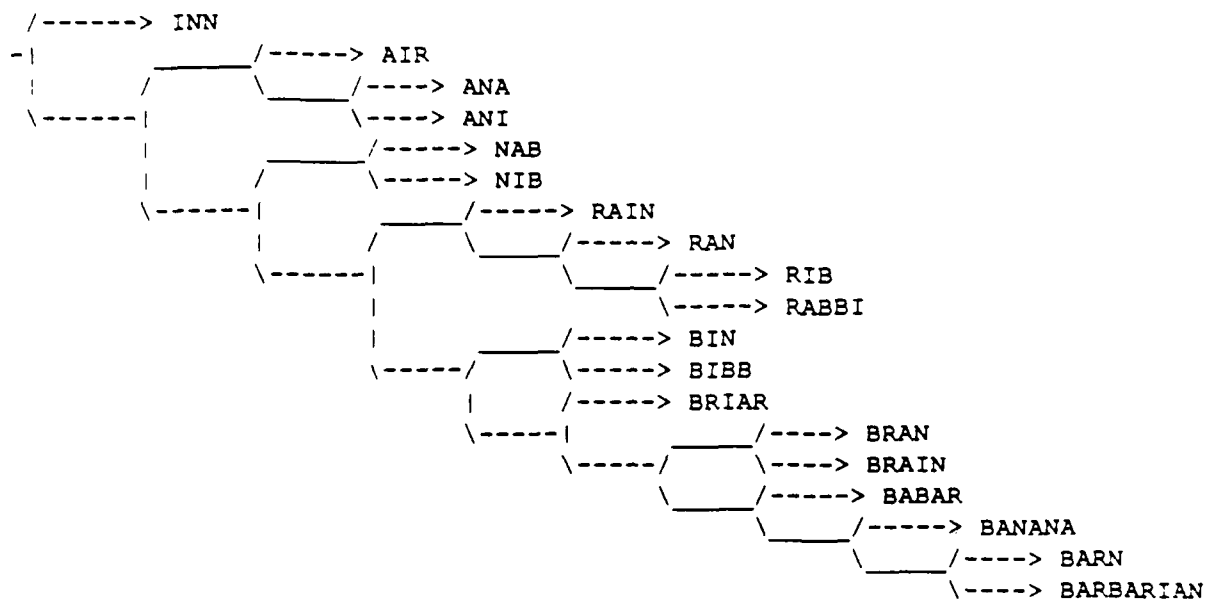 INN
AIR
ANA
ANI
NAB
NIB
RAIN
RAN
RIB
RABBI
BIN
BIBB
BRIAR
BRAN
BRAIN
BABAR
BANANA
BARN
BARBARIAN